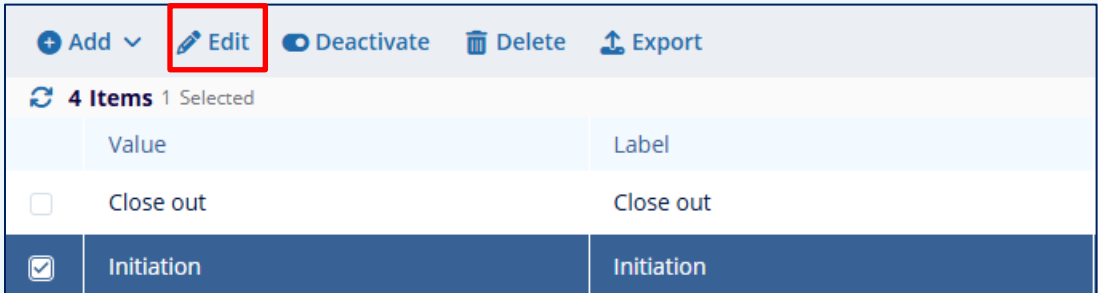 Add Edit Deactivate Delete Export
4 Items 1 Selected
Value Label
Close out Close out
Initiation Initiation